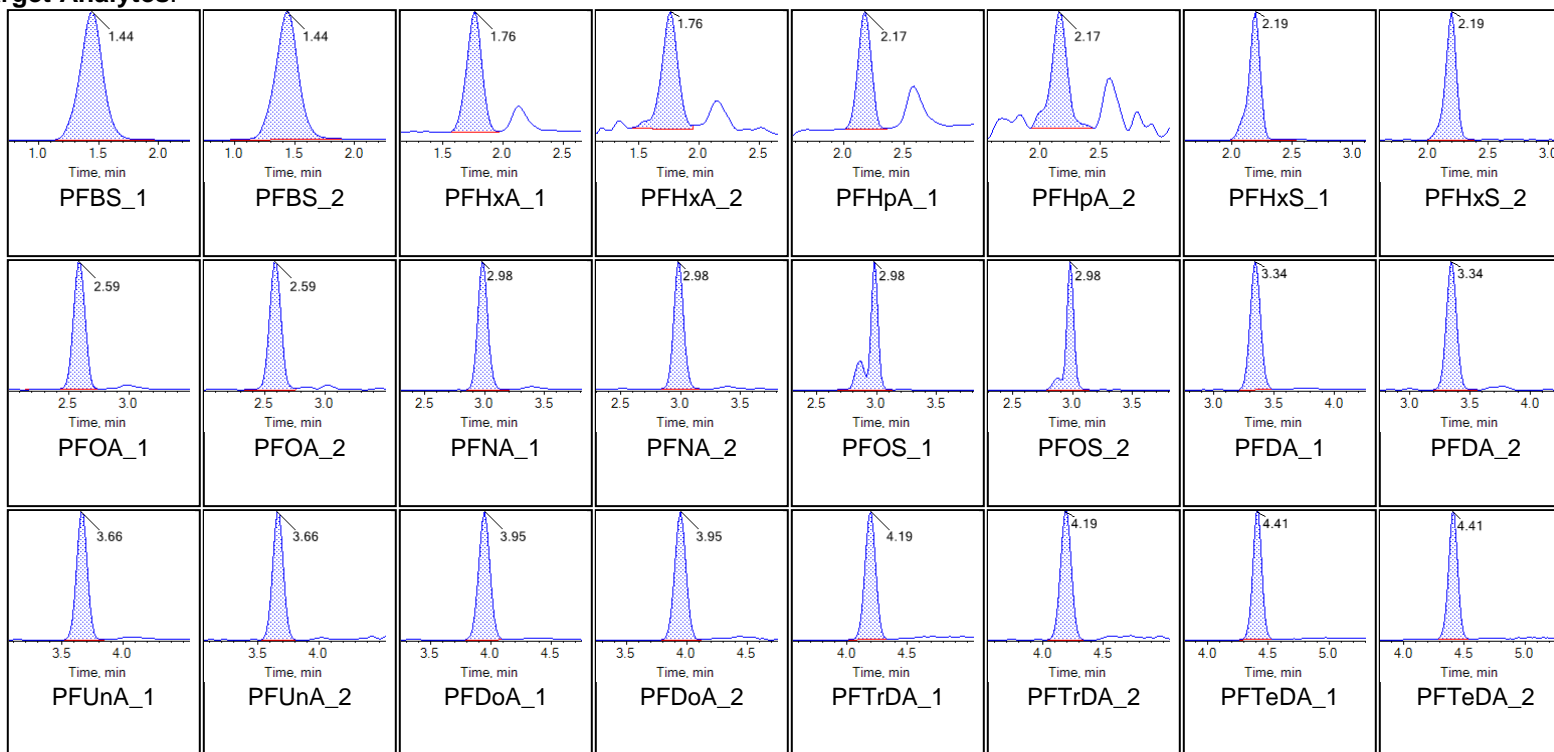 rget Analytes:
1.44 1.44 1.76 1.76 2.17 2.17 2.19 2.19
1.0 1.5 2.0 1.0 1.5 2.0 1.5 2.0 2.5 1.5 2.0 2.5 2.0 2.5 2.0 2.5 2.0 2.5 3.0 2.0 2.5 3.0
Time, min Time, min Time, min Time, min Time, min Time, min Time, min Time, min
PFBS_1 PFBS_2 PFHxA_1 PFHxA_2 PFHpA_1 PFHpA_2 PFHxS_1 PFHxS_2
2.59 2.59 2.98 2.98 2.98 2.98 3.34 3.34
2.5 3.0 2.5 3.0 2.5 3.0 3.5 2.5 3.0 3.5 2.5 3.0 3.5 2.5 3.0 3.5 3.0 3.5 4.0 3.0 3.5 4.0
Time, min Time, min Time, min Time, min Time, min Time, min Time, min Time, min
PFOA_1 PFOA_2 PFNA_1 PFNA_2 PFOS_1 PFOS_2 PFDA_1 PFDA_2
3.66 3.66 3.95 3.95 4.19 4.19 4.41 4.41
3.5 4.0 3.5 4.0 3.5 4.0 4.5 3.5 4.0 4.5 4.0 4.5 4.0 4.5 4.0 4.5 5.0 4.0 4.5 5.0
Time, min Time, min Time, min Time, min Time, min Time, min Time, min Time, min
PFUnA_1 PFUnA_2 PFDoA_1 PFDoA_2 PFTrDA_1 PFTrDA_2 PFTeDA_1 PFTeDA_2